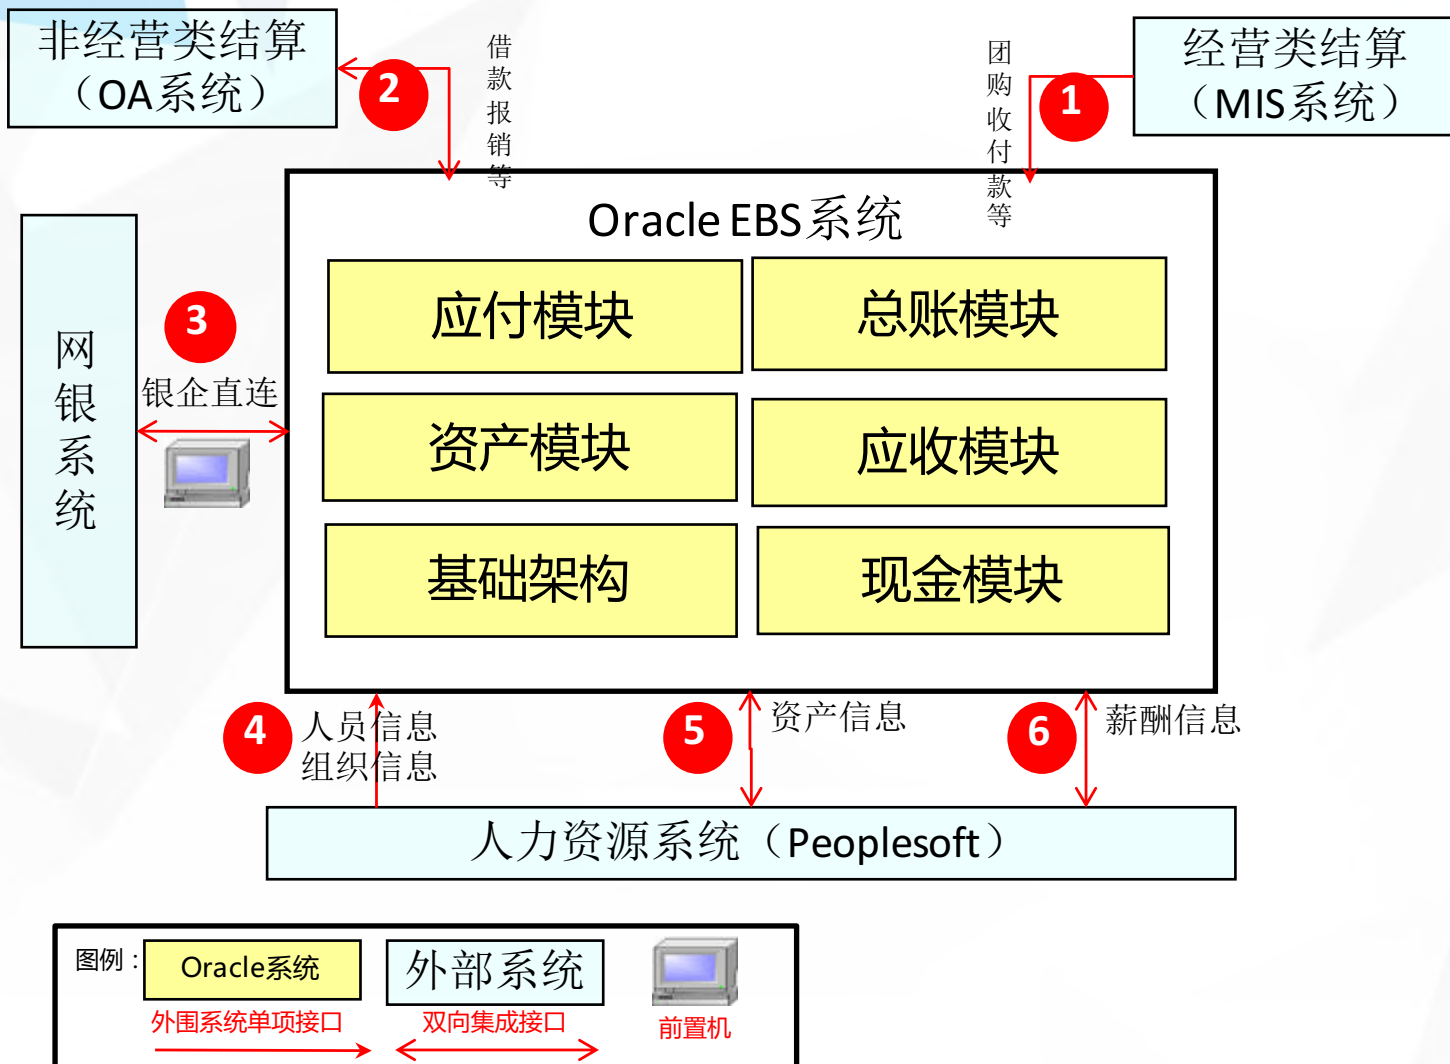 非经营类结算
（OA系统）
2
借款报销等
团购收付款等
1
经营类结算
（MIS系统）
Oracle EBS系统
应付模块
总账模块
网银系统
3
银企直连
资产模块
应收模块
基础架构
现金模块
4
人员信息
组织信息
5
资产信息
6
薪酬信息
人力资源系统（Peoplesoft）
图例：
Oracle系统
外部系统
外围系统单项接口
双向集成接口
前置机